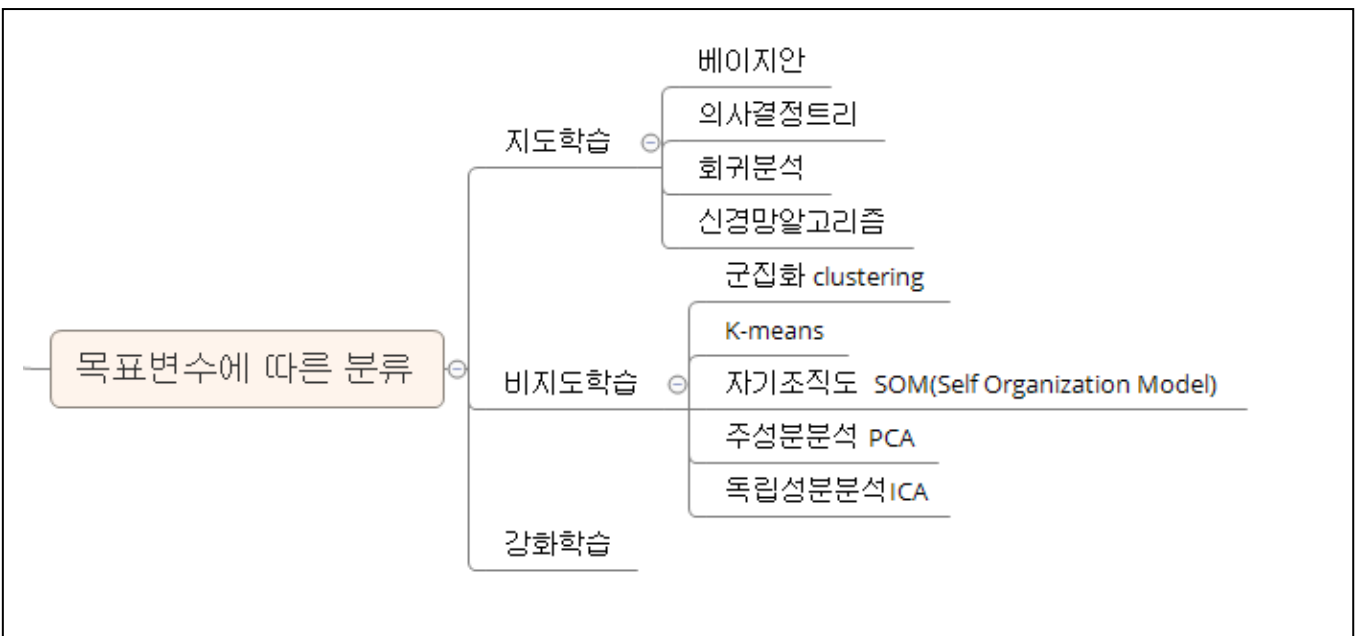 목표변수에 따른 분류
지도학습
베이지안
의사결정트리
회귀분석
신경망알고리즘
비지도학습
군집화 clustering
K-means
자기조직도 SOM(Self Organization Model)
주성분분석 PCA
독립성분분석ICA
강화학습